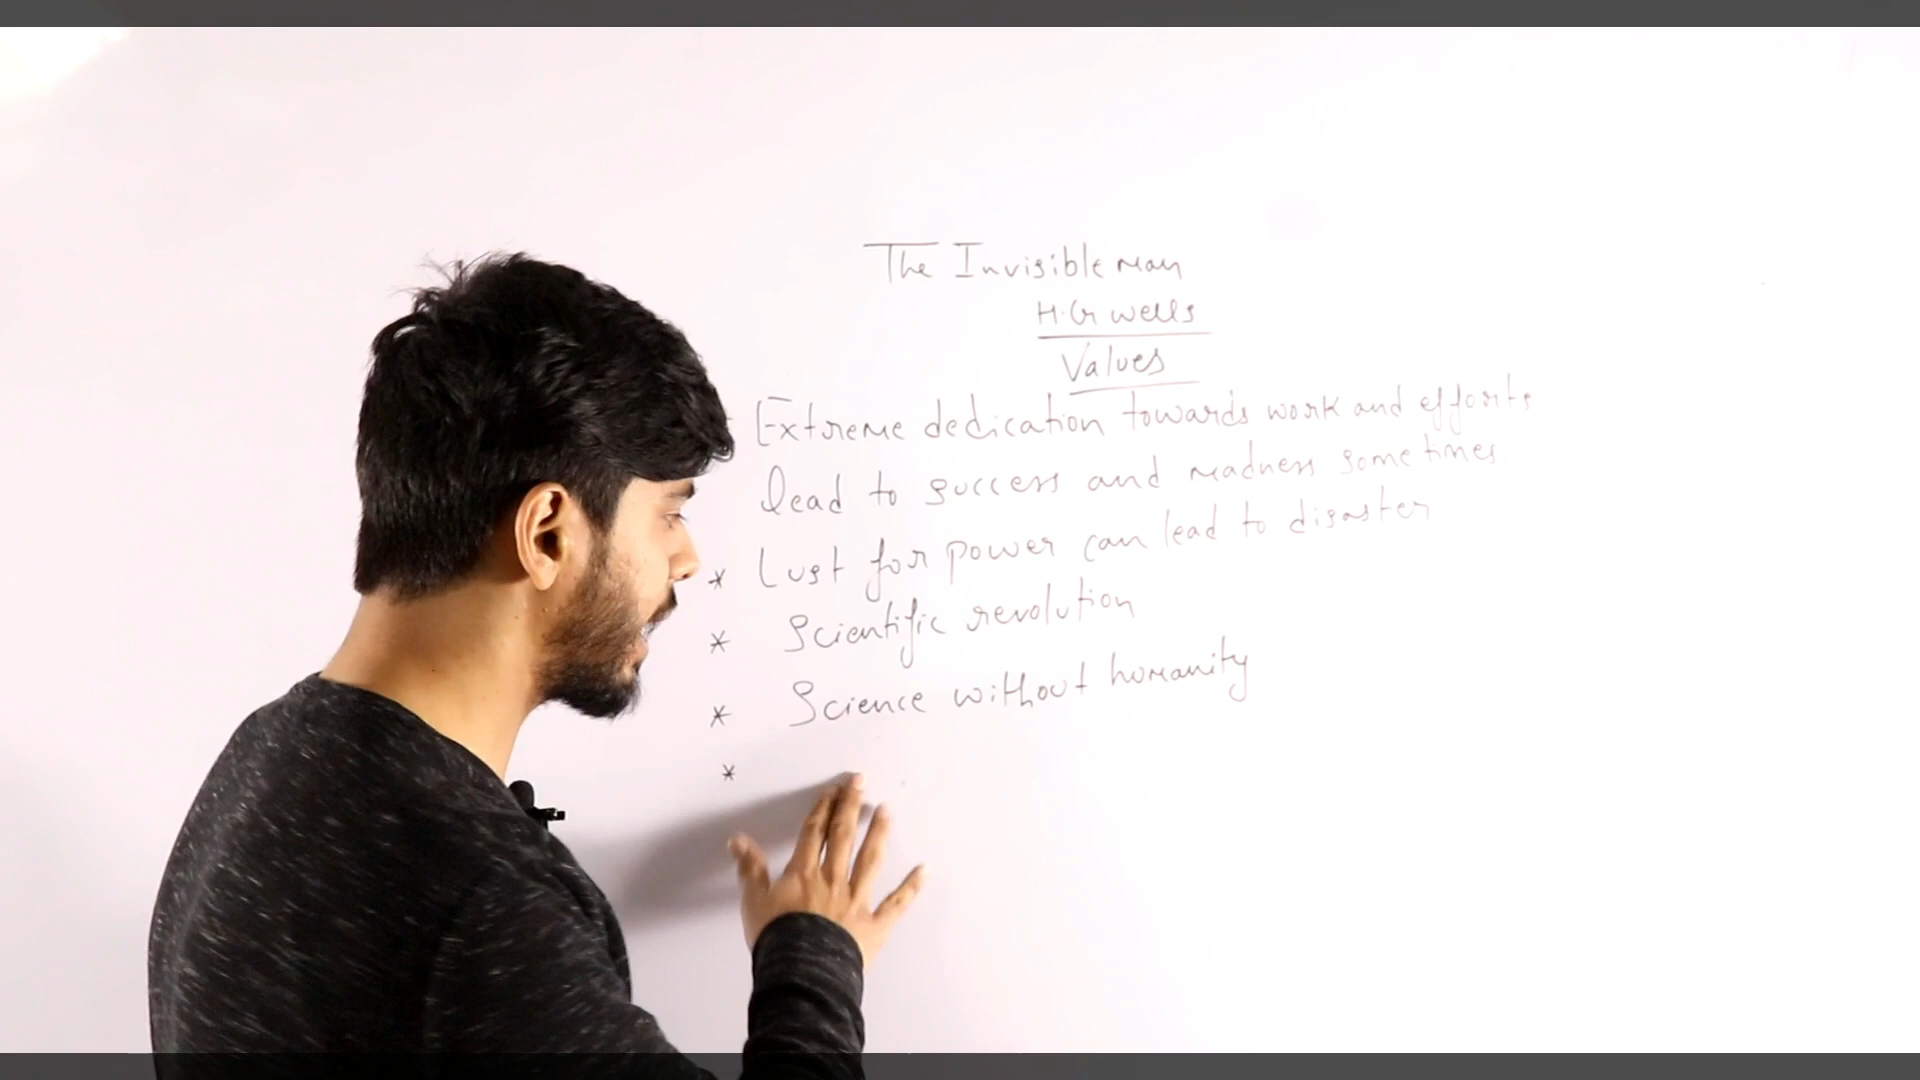 The Invisible man
H.G wells
Values
Extreme dedication towards work and efforts
lead to success and madness sometimes.
* Lust for power can lead to disaster
* Scientific revolution
* Science without humanity
*